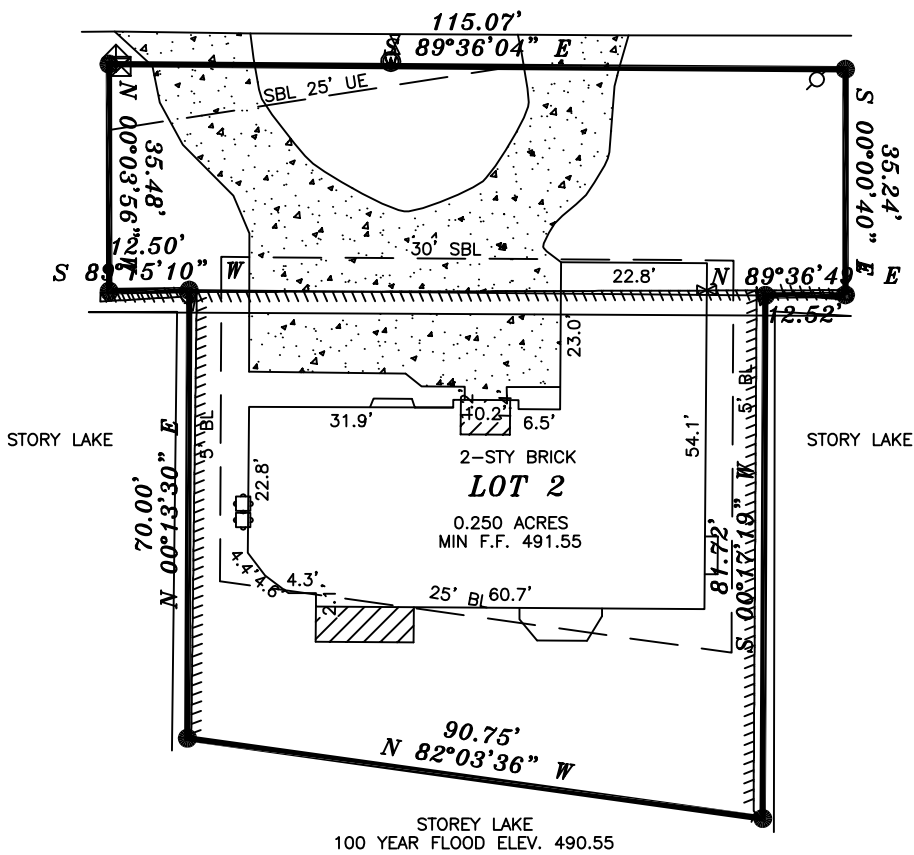 115.07'
S 89°36'04" E
SBL 25' UE
N 00°03'56" W
35.48'
S 00°00'40" E
35.24'
12.50'
S 89°15'10" W
30' SBL
22.8'
N 89°36'49" E
12.52'
23.0'
5' BL
5' BL
31.9'
10.2'
6.5'
54.1'
STORY LAKE
STORY LAKE
2-STY BRICK
LOT 2
0.250 ACRES
MIN F.F. 491.55
22.8'
70.00'
N 00°13'30" E
81.72'
S 00°17'19" W
4.4'
4.6'
4.3'
2.1'
25' BL
60.7'
90.75'
N 82°03'36" W
STOREY LAKE
100 YEAR FLOOD ELEV. 490.55